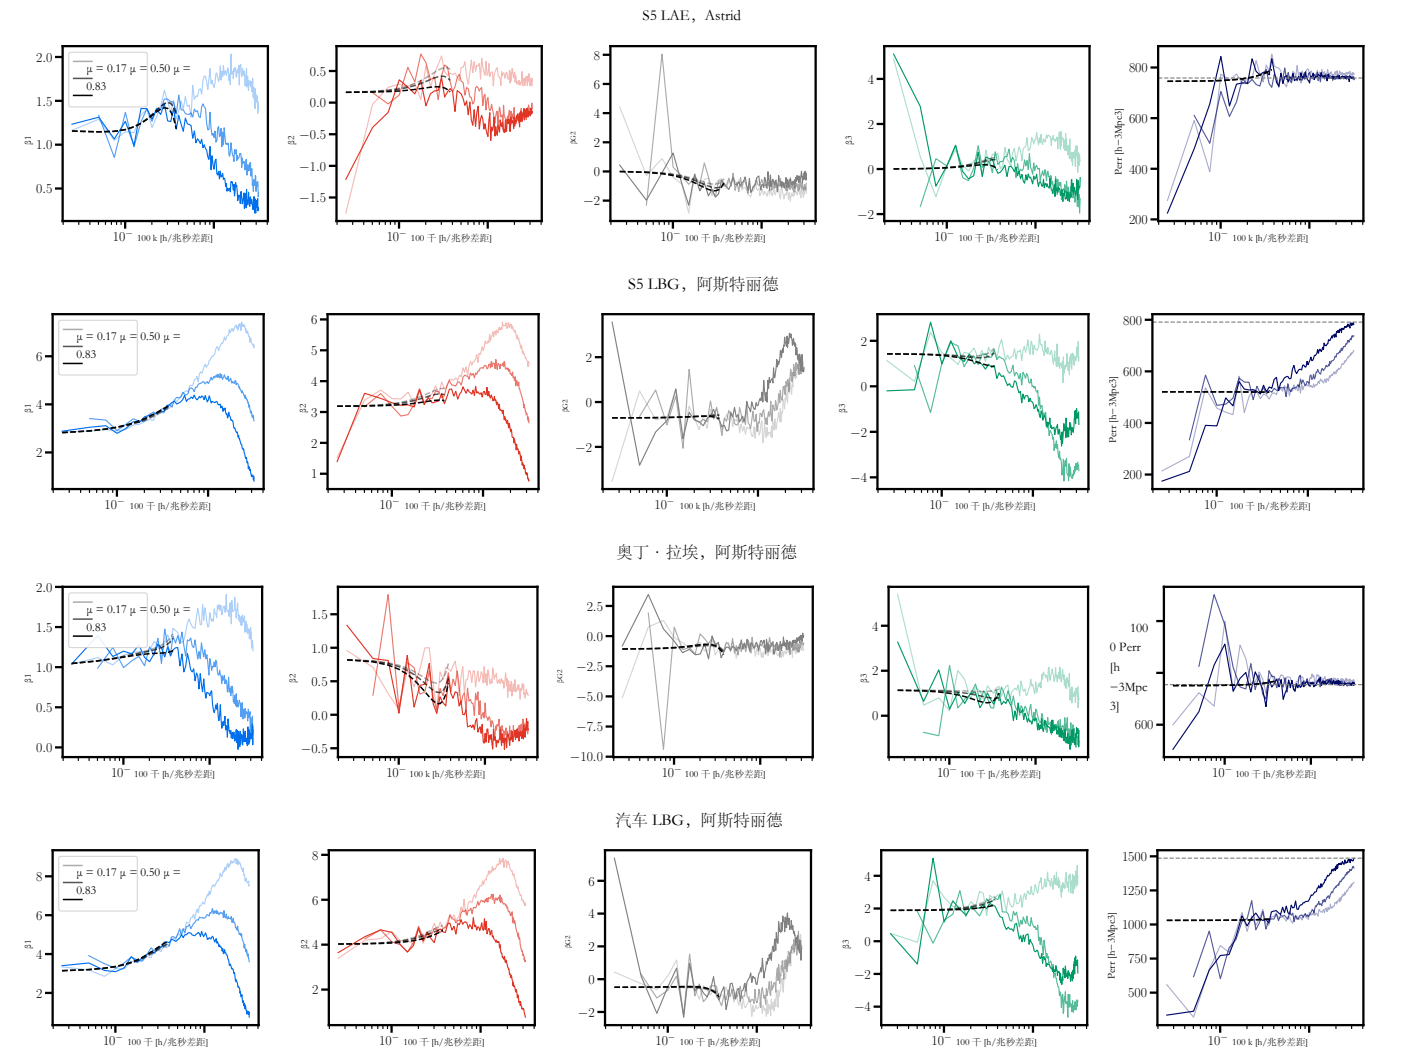 S5 LAE，Astrid
2.0
1.5
1.0
0.5
β1
μ = 0.17 μ = 0.50 μ =
0.83
10⁻ 100 k [h/兆秒差距]
0.5
0.0
−0.5
−1.0
−1.5
β2
10⁻ 100 千 [h/兆秒差距]
8
6
4
2
0
−2
βG2
10⁻ 100 k [h/兆秒差距]
4
2
0
−2
β3
10⁻ 100 千 [h/兆秒差距]
800
600
400
200
Perr [h−3Mpc3]
10⁻ 100 k [h/兆秒差距]
S5 LBG，阿斯特丽德
6
4
2
β1
μ = 0.17 μ = 0.50 μ =
0.83
10⁻ 100 千 [h/兆秒差距]
6
5
4
3
2
1
β2
10⁻ 100 千 [h/兆秒差距]
2
0
−2
βG2
10⁻ 100 k [h/兆秒差距]
2
0
−2
−4
β3
10⁻ 100 千 [h/兆秒差距]
800
600
400
200
Perr [h−3Mpc3]
10⁻ 100 千 [h/兆秒差距]
奥丁 · 拉埃，阿斯特丽德
2.0
1.5
1.0
0.5
0.0
β1
μ = 0.17 μ = 0.50 μ =
0.83
10⁻ 100 千 [h/兆秒差距]
1.5
1.0
0.5
0.0
−0.5
β2
10⁻ 100 k [h/兆秒差距]
2.5
0.0
−2.5
−5.0
−7.5
−10.0
βG2
10⁻ 100 千 [h/兆秒差距]
4
2
0
β3
10⁻ 100 千 [h/兆秒差距]
100
0 Perr
[h
−3Mpc
3]
600
10⁻ 100 千 [h/兆秒差距]
汽车 LBG，阿斯特丽德
8
6
4
2
β1
μ = 0.17 μ = 0.50 μ =
0.83
10⁻ 100 千 [h/兆秒差距]
8
6
4
2
β2
10⁻ 100 千 [h/兆秒差距]
6
4
2
0
−2
βG2
10⁻ 100 千 [h/兆秒差距]
4
2
0
−2
−4
β3
10⁻ 100 千 [h/兆秒差距]
1500
1250
1000
750
500
Perr [h−3Mpc3]
10⁻ 100 k [h/兆秒差距]